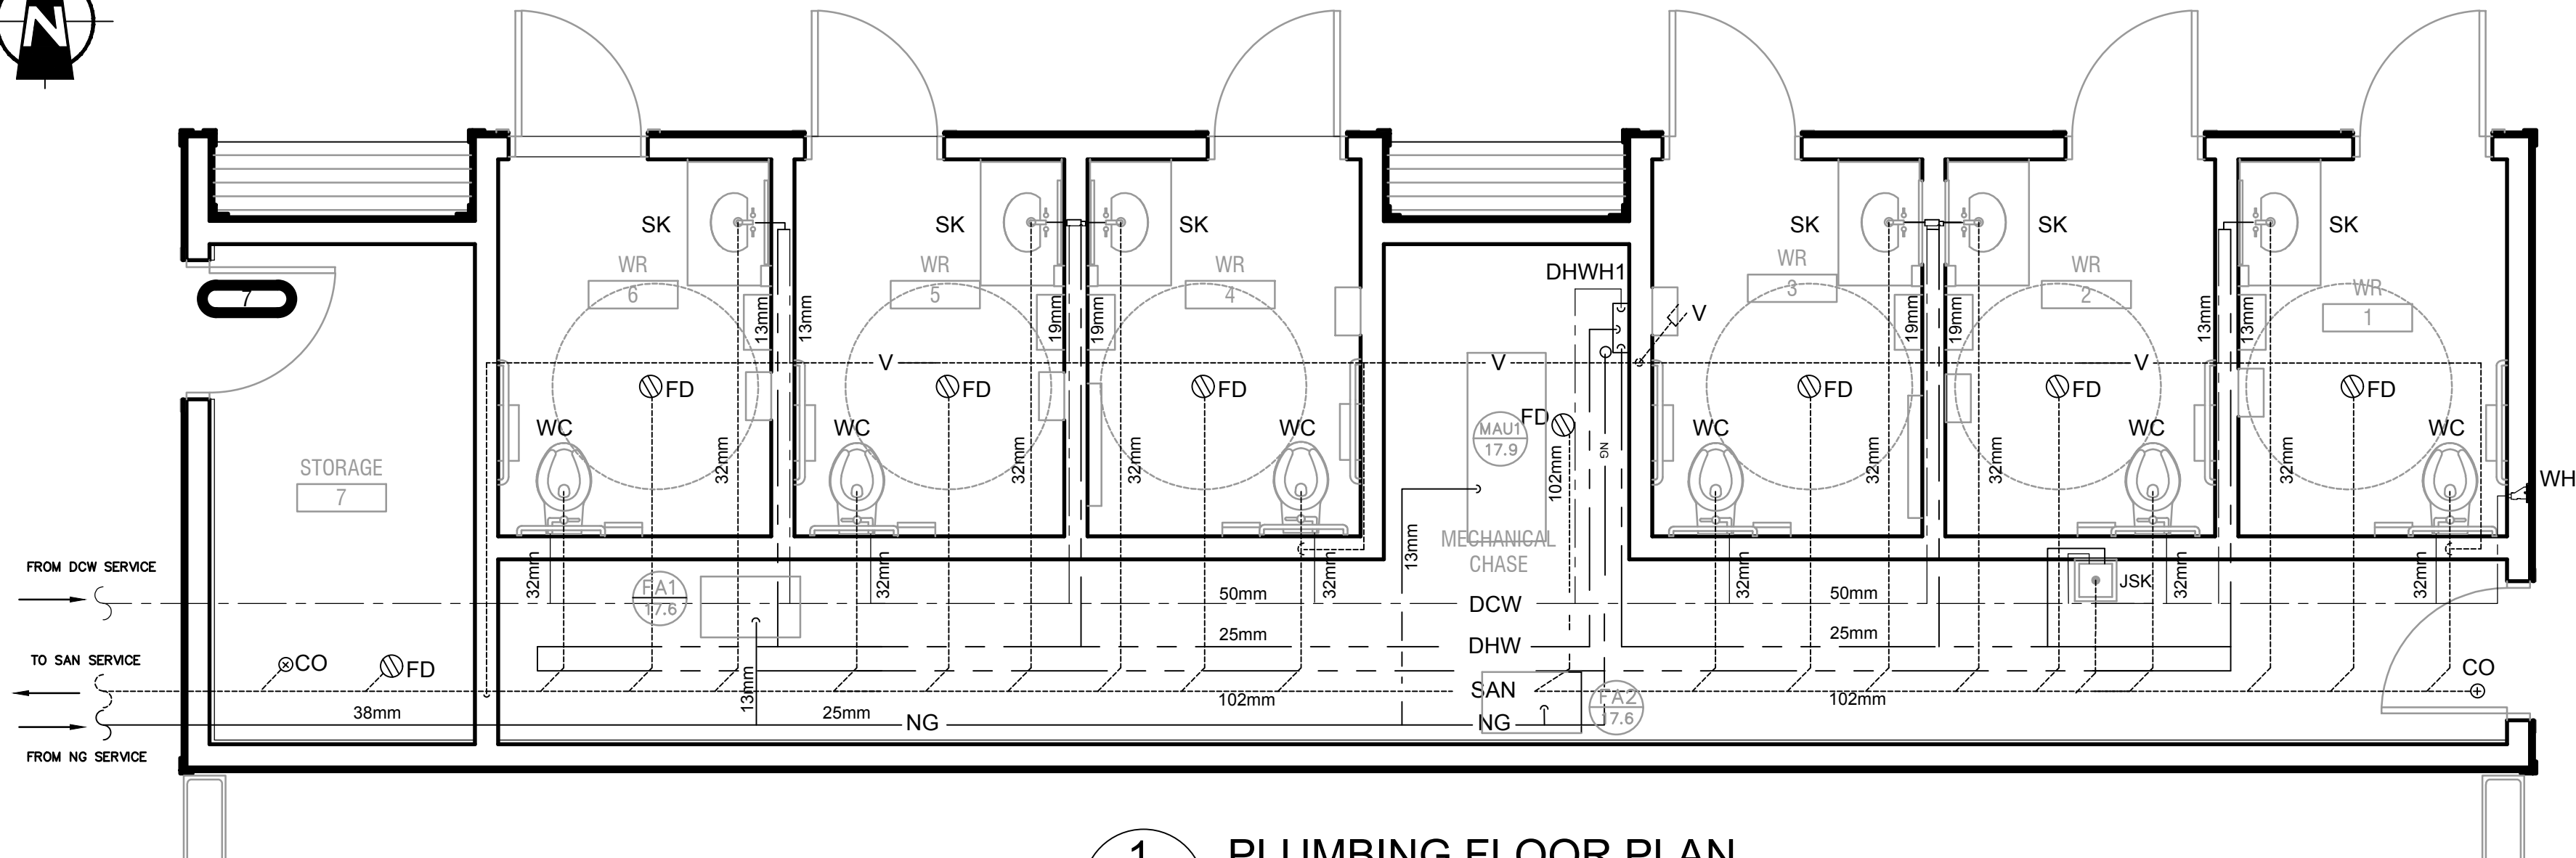 N
SK SK SK SK SK SK
DHWH1
WR 6
WR 5
WR 4
WR 3
WR 2
WR 1
7
13mm 13mm 19mm 19mm 19mm 19mm 13mm 13mm
V
V V V
FD FD FD FD FD FD FD
WC WC WC WC WC WC
MAU1
17.9
NG
STORAGE
7
32mm 32mm 32mm 102mm 32mm 32mm 32mm
WH
MECHANICAL
CHASE
13mm
32mm 32mm 32mm 32mm 32mm 32mm
FROM DCW SERVICE
FA1
17.6
JSK
50mm DCW 50mm
25mm DHW 25mm
TO SAN SERVICE
CO FD
CO
13mm
102mm SAN 102mm
FA2
17.6
38mm 25mm NG NG
FROM NG SERVICE
1 PLUMBING FLOOR PLAN